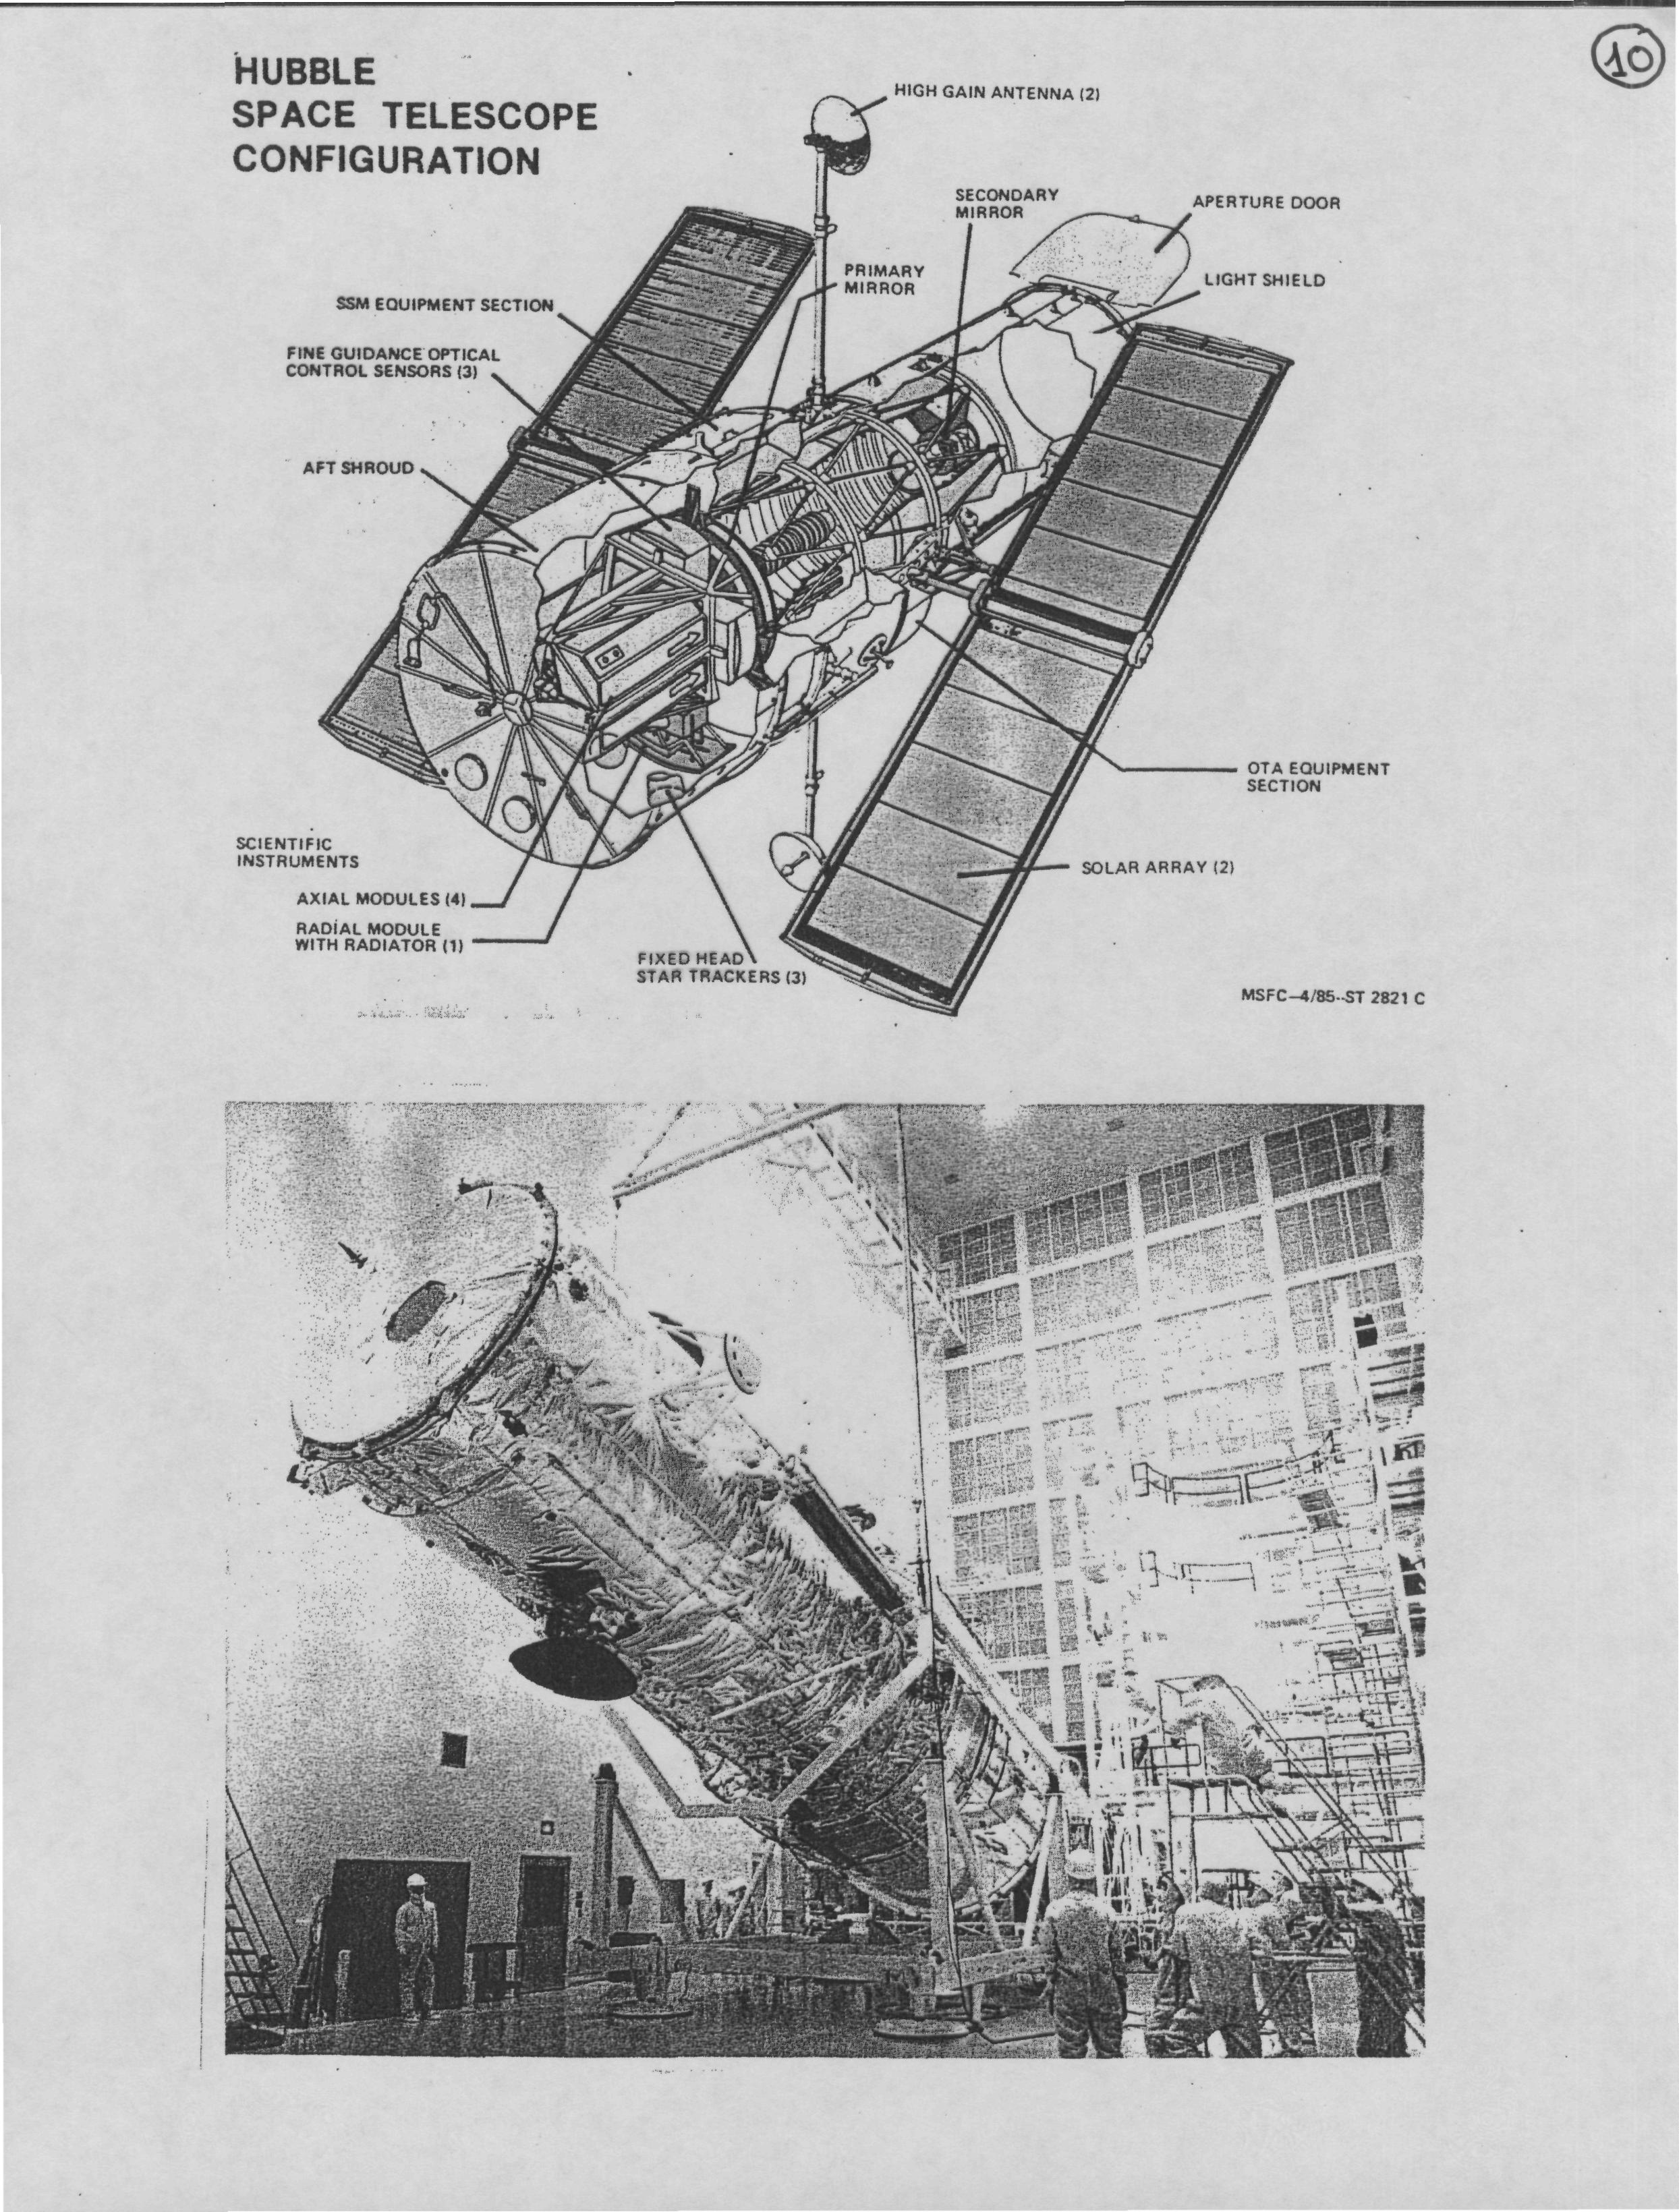 10
HUBBLE
SPACE TELESCOPE
CONFIGURATION
HIGH GAIN ANTENNA (2)
SECONDARY
MIRROR
APERTURE DOOR
PRIMARY
MIRROR
LIGHT SHIELD
SSM EQUIPMENT SECTION
FINE GUIDANCE OPTICAL
CONTROL SENSORS (3)
AFT SHROUD
OTA EQUIPMENT
SECTION
SCIENTIFIC
INSTRUMENTS
SOLAR ARRAY (2)
AXIAL MODULES (4)
RADIAL MODULE
WITH RADIATOR (1)
FIXED HEAD
STAR TRACKERS (3)
MSFC-4/85--ST 2821 C